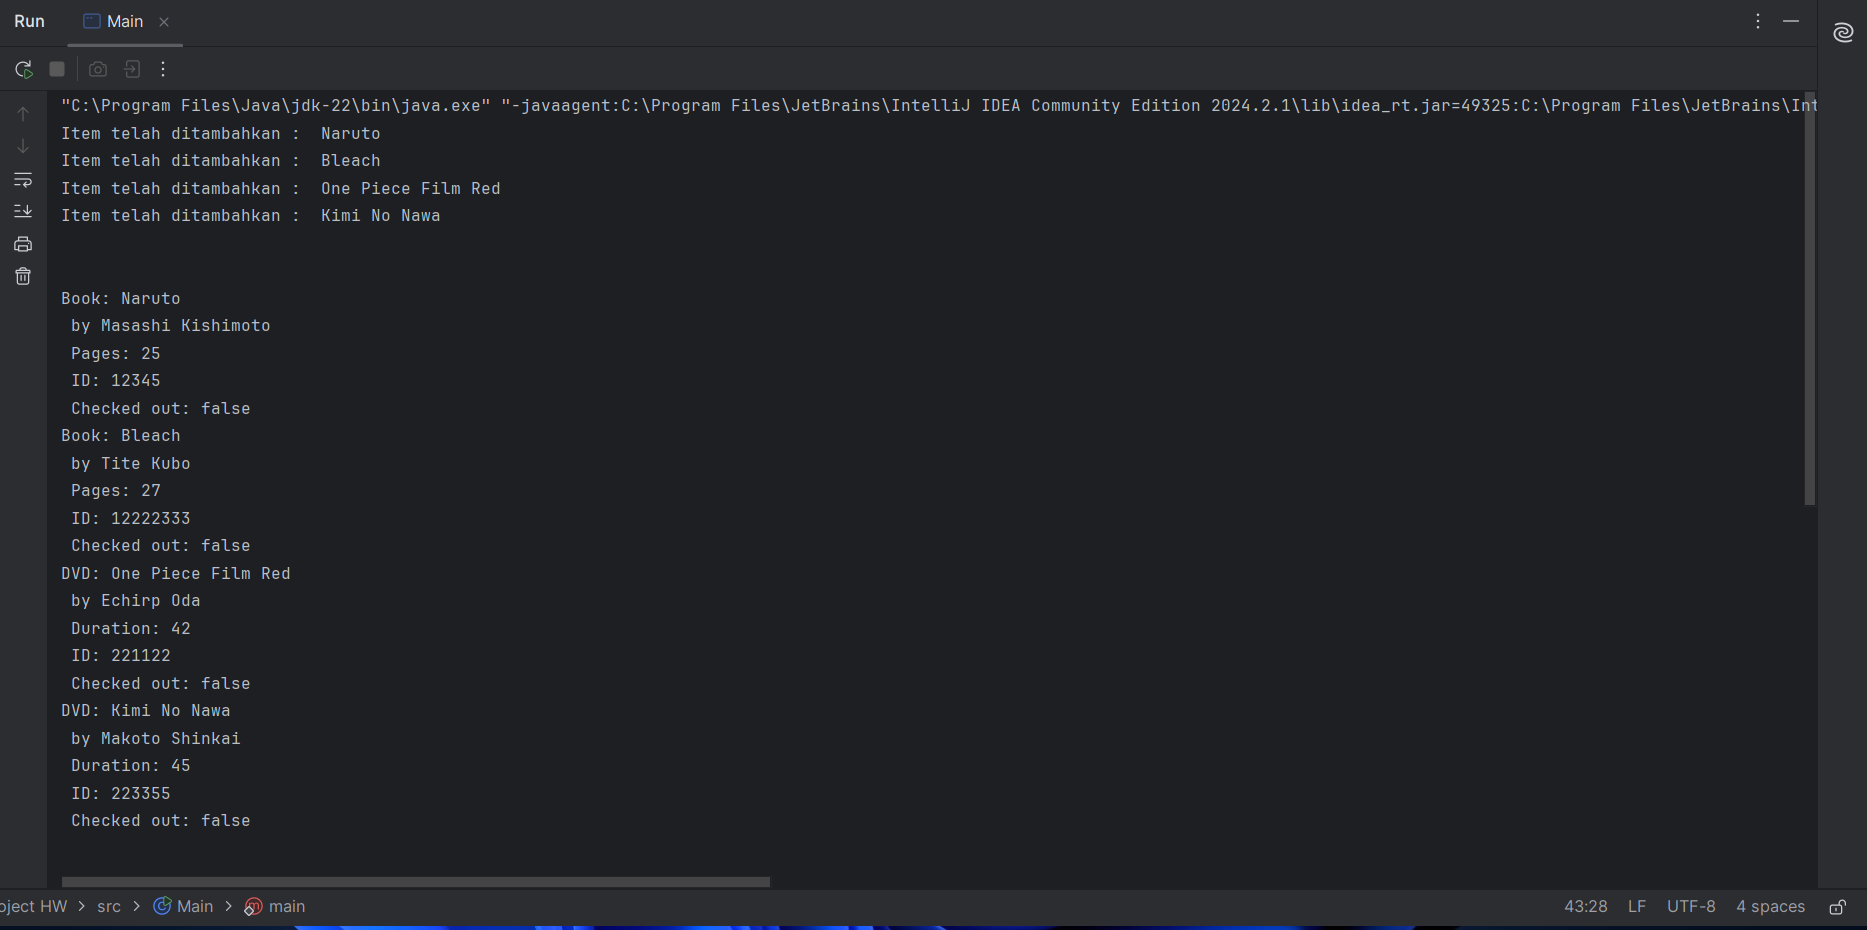 Run Main
"C:\Program Files\Java\jdk-22\bin\java.exe" "-javaagent:C:\Program Files\JetBrains\IntelliJ IDEA Community Edition 2024.2.1\lib\idea_rt.jar=49325:C:\Program Files\JetBrains\Int
Item telah ditambahkan :  Naruto
Item telah ditambahkan :  Bleach
Item telah ditambahkan :  One Piece Film Red
Item telah ditambahkan :  Kimi No Nawa
Book: Naruto
 by Masashi Kishimoto
 Pages: 25
 ID: 12345
 Checked out: false
Book: Bleach
 by Tite Kubo
 Pages: 27
 ID: 12222333
 Checked out: false
DVD: One Piece Film Red
 by Echirp Oda
 Duration: 42
 ID: 221122
 Checked out: false
DVD: Kimi No Nawa
 by Makoto Shinkai
 Duration: 45
 ID: 223355
 Checked out: false
oject HW > src > Main > main 43:28 LF UTF-8 4 spaces